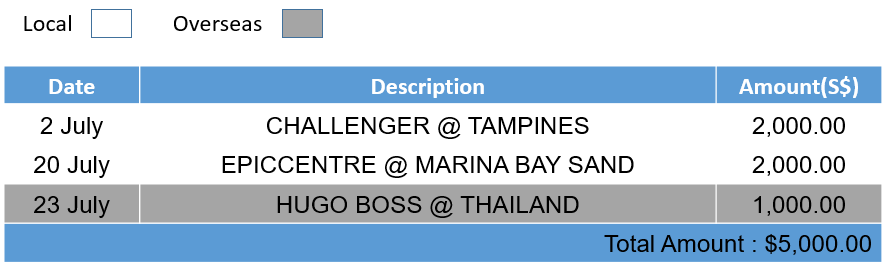 Local Overseas
Date Description Amount(S$)
2 July CHALLENGER @ TAMPINES 2,000.00
20 July EPICCENTRE @ MARINA BAY SAND 2,000.00
23 July HUGO BOSS @ THAILAND 1,000.00
Total Amount : $5,000.00